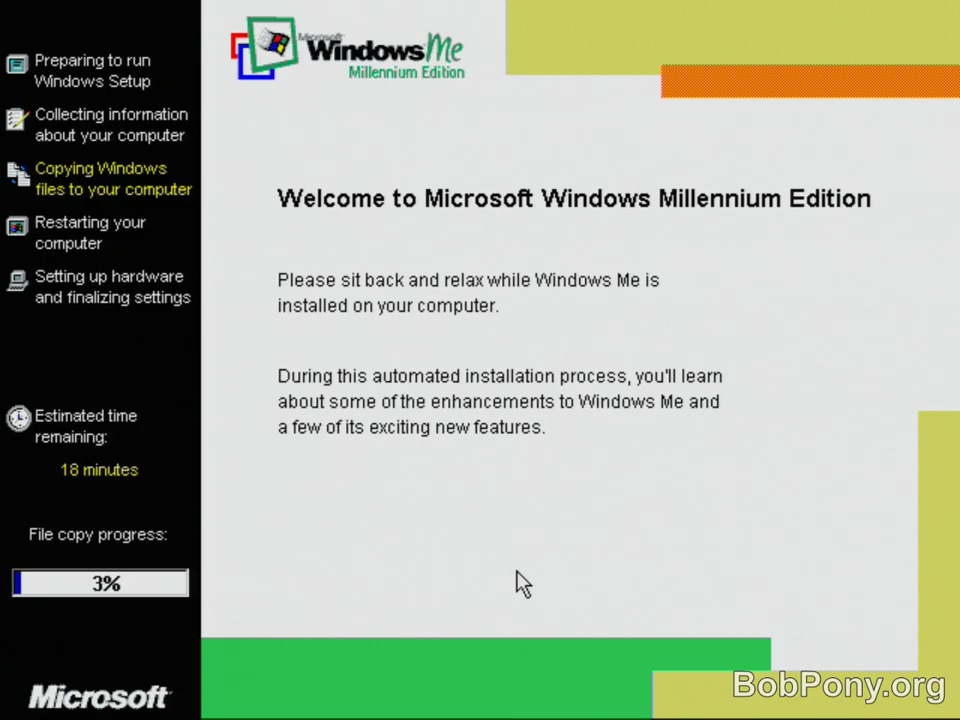 Preparing to run
Windows Setup
Collecting information
about your computer
Copying Windows
files to your computer
Restarting your
computer
Setting up hardware
and finalizing settings
Estimated time
remaining:
18 minutes
File copy progress:
3%
Microsoft
Microsoft
Windows Me
Millennium Edition
Welcome to Microsoft Windows Millennium Edition
Please sit back and relax while Windows Me is
installed on your computer.
During this automated installation process, you'll learn
about some of the enhancements to Windows Me and
a few of its exciting new features.
BobPony.org